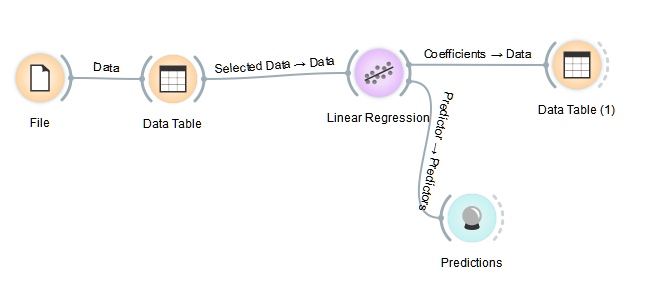 Data
Selected Data → Data
Coefficients → Data
File
Data Table
Linear Regression
Data Table (1)
Predictor → Predictors
Predictions